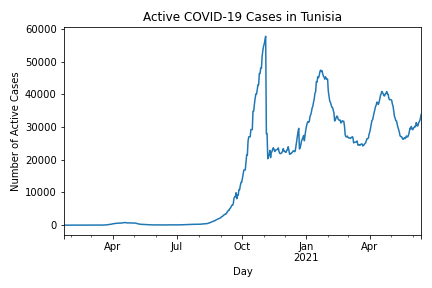 Active COVID-19 Cases in Tunisia
60000
50000
40000
30000
20000
10000
0
Number of Active Cases
Apr Jul Oct Jan Apr
2021
Day